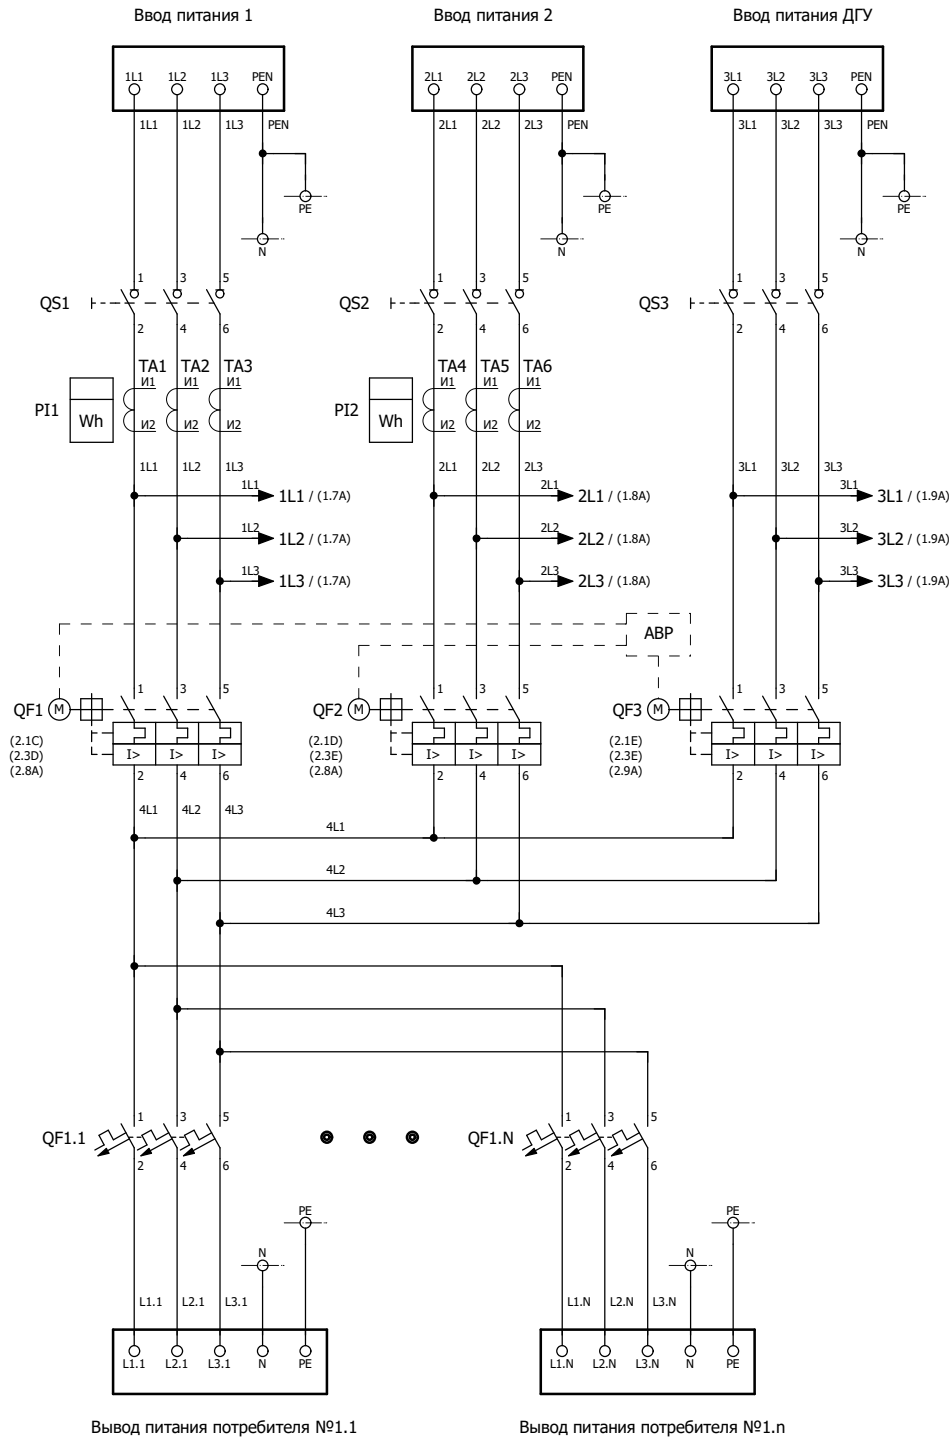 Ввод питания 1 Ввод питания 2 Ввод питания ДГУ
1L1 1L2 1L3 PEN 2L1 2L2 2L3 PEN 3L1 3L2 3L3 PEN
1L1 1L2 1L3 PEN 2L1 2L2 2L3 PEN 3L1 3L2 3L3 PEN
PE PE PE
N N N
1 3 5 1 3 5 1 3 5
QS1 QS2 QS3
2 4 6 2 4 6 2 4 6
TA1 TA2 TA3 TA4 TA5 TA6
И1 И1 И1 И1 И1 И1
PI1 Wh PI2 Wh
И2 И2 И2 И2 И2 И2
1L1 1L2 1L3 2L1 2L2 2L3 3L1 3L2 3L3
1L1 2L1 3L1
1L1 / (1.7A) 2L1 / (1.8A) 3L1 / (1.9A)
1L2 2L2 3L2
1L2 / (1.7A) 2L2 / (1.8A) 3L2 / (1.9A)
1L3 2L3 3L3
1L3 / (1.7A) 2L3 / (1.8A) 3L3 / (1.9A)
АВР
1 3 5 1 3 5 1 3 5
QF1 M QF2 M QF3 M
(2.1C) (2.1D) (2.1E)
(2.3D) I> I> I> (2.3E) I> I> I> (2.3E) I> I> I>
(2.8A) (2.8A) (2.9A)
2 4 6 2 4 6 2 4 6
4L1 4L2 4L3
4L1
4L2
4L3
1 3 5 1 3 5
QF1.1 QF1.N
2 4 6 2 4 6
PE PE
N N
L1.1 L2.1 L3.1 L1.N L2.N L3.N
L1.1 L2.1 L3.1 N PE L1.N L2.N L3.N N PE
Вывод питания потребителя №1.1 Вывод питания потребителя №1.n